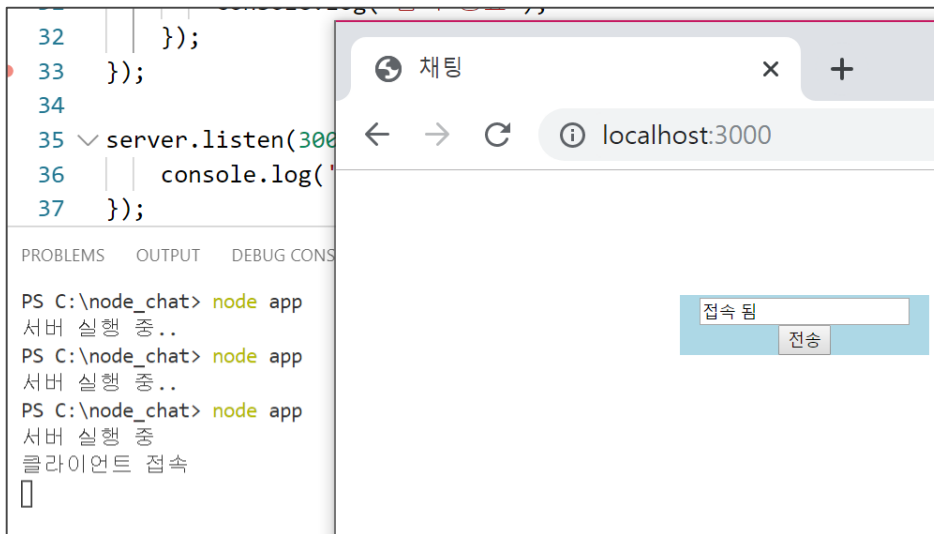 32 });
33 });
34
35 server.listen(300
36 console.log('
37 });
PROBLEMS OUTPUT DEBUG CONS
PS C:\node_chat> node app
서버 실행 중..
PS C:\node_chat> node app
서버 실행 중..
PS C:\node_chat> node app
서버 실행 중
클라이언트 접속
채팅
localhost:3000
접속 됨
전송